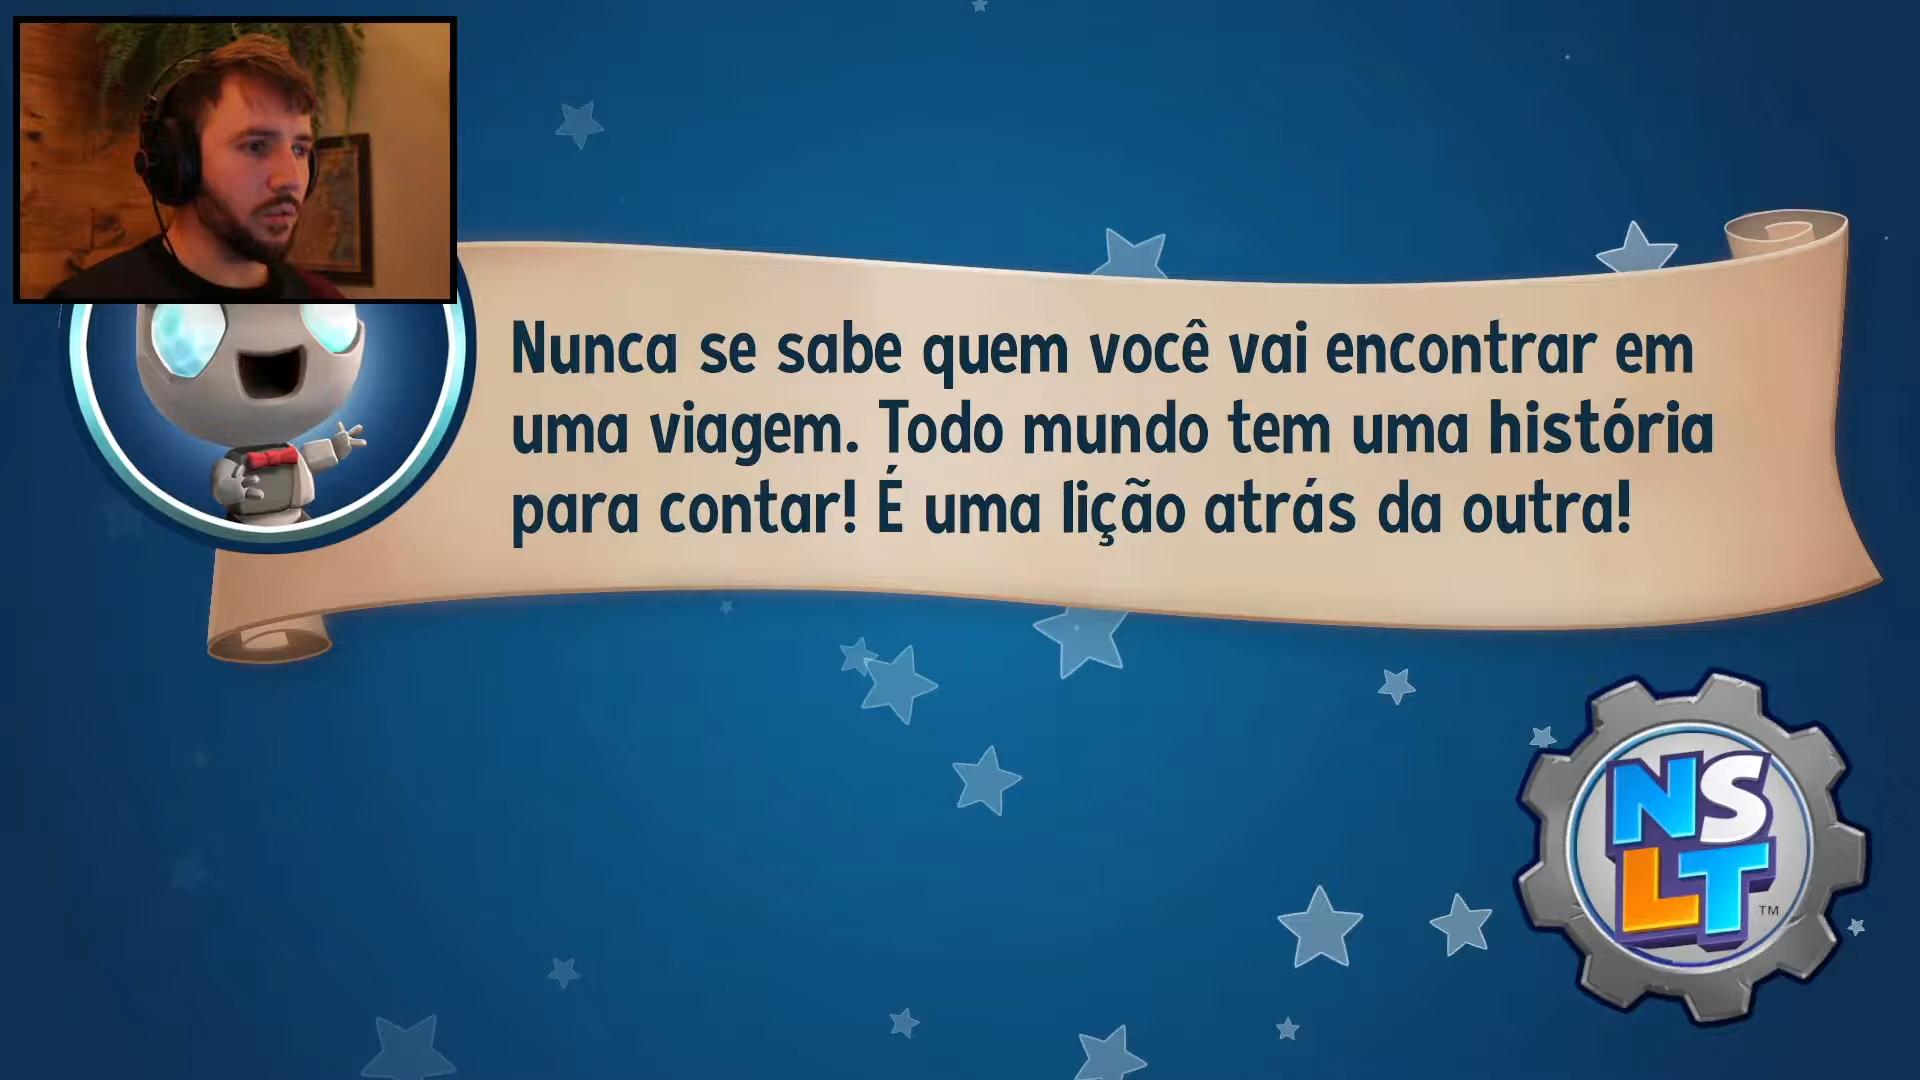 Nunca se sabe quem você vai encontrar em
uma viagem. Todo mundo tem uma história
para contar! É uma lição atrás da outra!
NS
LT
TM